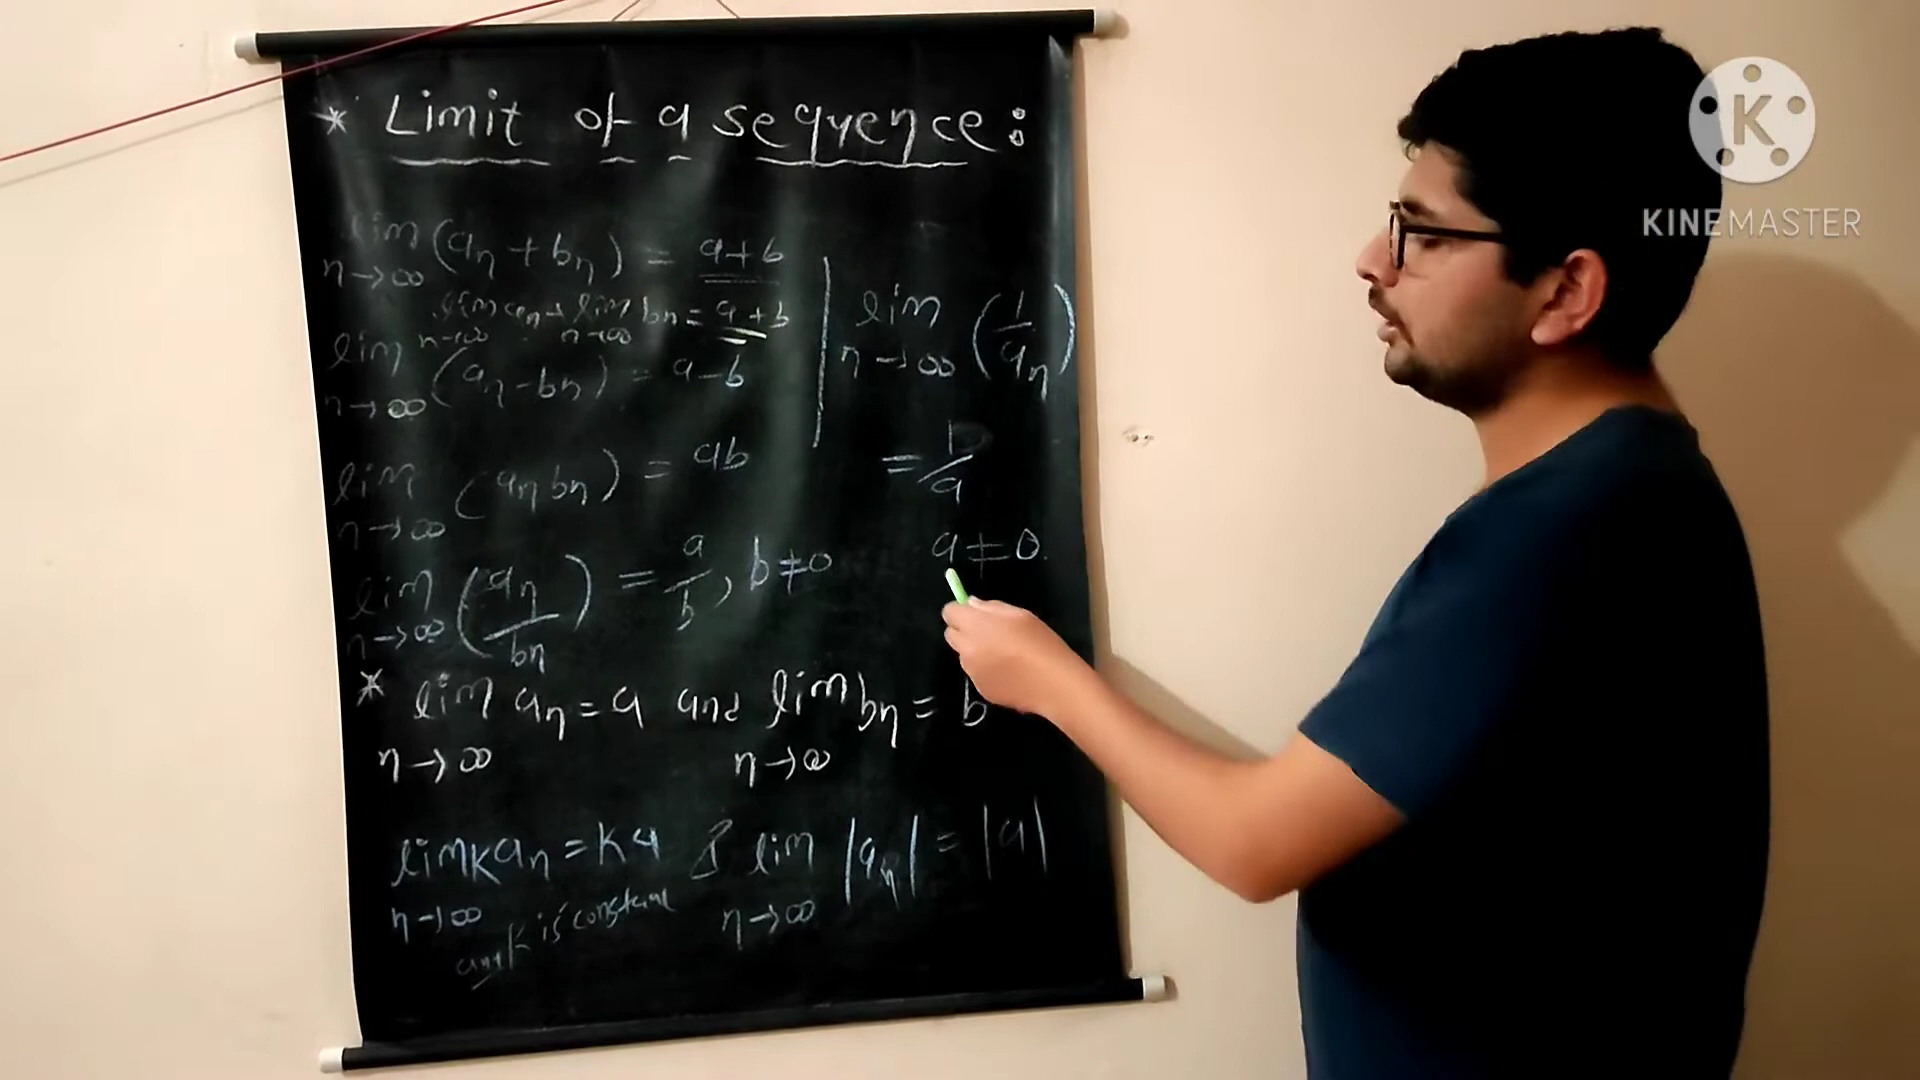 * Limit of a sequence:
lim (an + bn) = a+b
n→∞
lim an + lim bn = a+b
n→∞ n→∞
lim (an - bn) = a-b
n→∞
lim (an bn) = ab
n→∞
lim (an/bn) = a/b, b≠0
n→∞
lim (1/an)
n→∞
= 1/a
a≠0.
* lim an = a and lim bn = b
n→∞ n→∞
lim K an = Ka & lim |an| = |a|
n→∞ n→∞
any K is constant
K
KINEMASTER